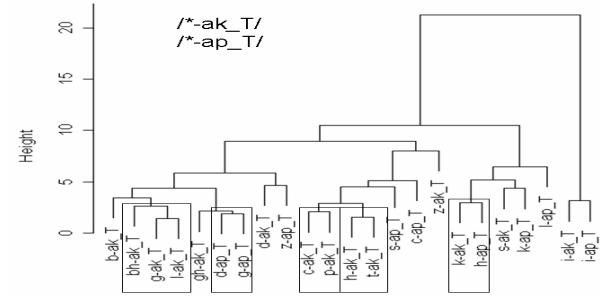 /*-ak_T/
/*-ap_T/
Height
20
15
10
5
0
b-ak_T
bh-ak_T
g-ak_T
l-ak_T
gh-ak_T
d-ap_T
g-ap_T
d-ak_T
z-ap_T
c-ak_T
p-ak_T
h-ak_T
t-ak_T
s-ap_T
c-ap_T
z-ak_T
k-ak_T
h-ap_T
s-ak_T
k-ap_T
l-ap_T
i-ak_T
i-ap_T